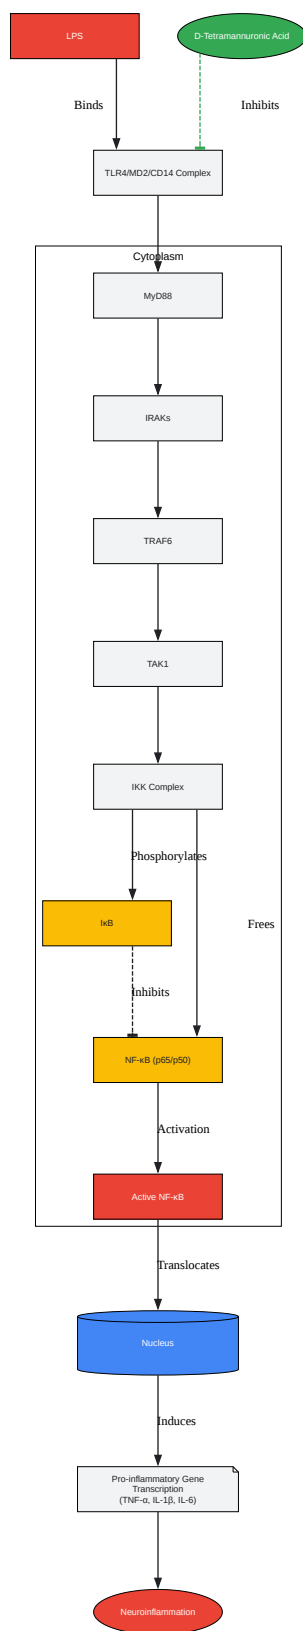 LPS
D-Tetramannuronic Acid
Binds
Inhibits
TLR4/MD2/CD14 Complex
Cytoplasm
MyD88
IRAKs
TRAF6
TAK1
IKK Complex
Phosphorylates
IκB
Frees
Inhibits
NF-κB (p65/p50)
Activation
Active NF-κB
Translocates
Nucleus
Induces
Pro-inflammatory Gene
Transcription
(TNF-α, IL-1β, IL-6)
Neuroinflammation